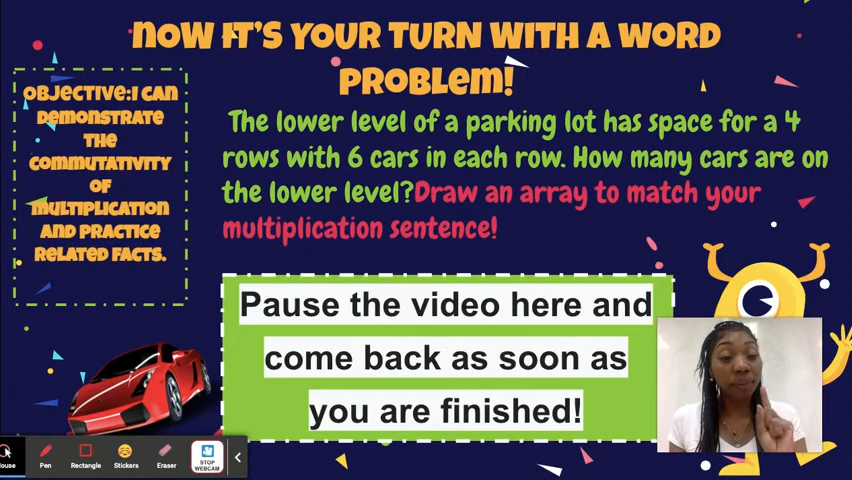 now it's your turn with a word
problem!
objective:I can
demonstrate
the
commutativity
of
multiplication
and practice
related facts.
The lower level of a parking lot has space for a 4
rows with 6 cars in each row. How many cars are on
the lower level?Draw an array to match your
multiplication sentence!
Pause the video here and
come back as soon as
you are finished!
Pen
Rectangle
Stickers
Eraser
STOP
WEBCAM